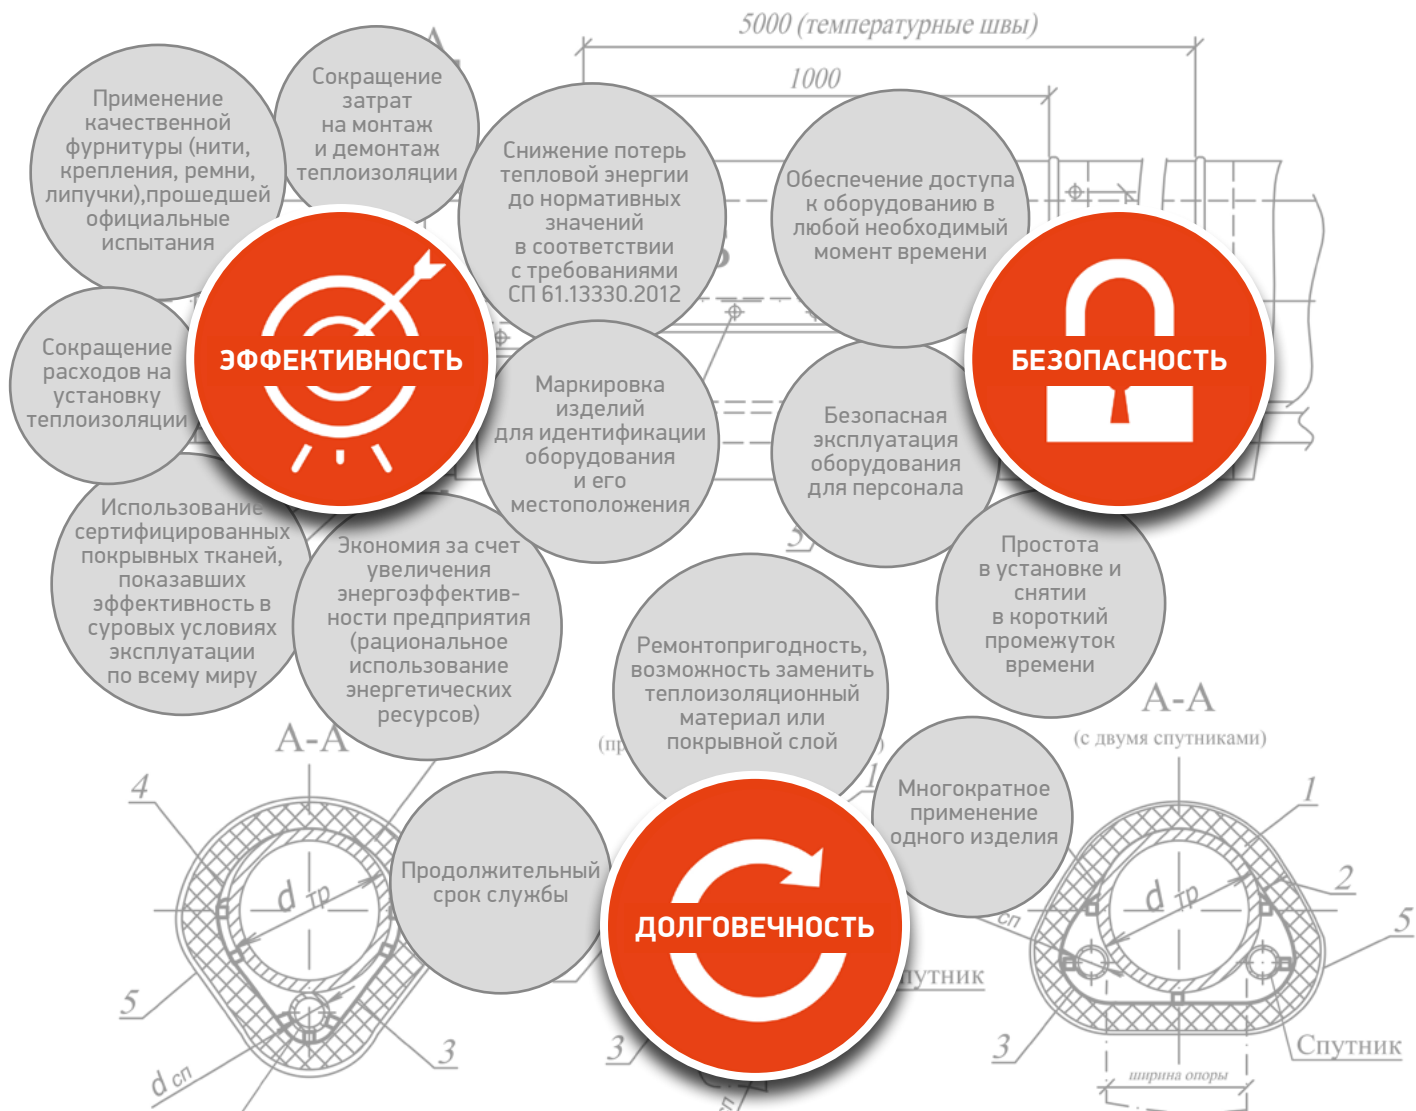 5000 (температурные швы)
1000
Применение
качественной
фурнитуры (нити,
крепления, ремни,
липучки),прошедшей
официальные
испытания
Сокращение
затрат
на монтаж
и демонтаж
теплоизоляции
Снижение потерь
тепловой энергии
до нормативных
значений
в соответствии
с требованиями
СП 61.13330.2012
Обеспечение доступа
к оборудованию в
любой необходимый
момент времени
ЭФФЕКТИВНОСТЬ
БЕЗОПАСНОСТЬ
Сокращение
расходов на
установку
теплоизоляции
Маркировка
изделий
для идентификации
оборудования
и его
местоположения
Безопасная
эксплуатация
оборудования
для персонала
Использование
сертифицированных
покрывных тканей,
показавших
эффективность в
суровых условиях
эксплуатации
по всему миру
Экономия за счет
увеличения
энергоэффектив-
ности предприятия
(рациональное
использование
энергетических
ресурсов)
Простота
в установке и
снятии
в короткий
промежуток
времени
Ремонтопригодность,
возможность заменить
теплоизоляционный
материал или
покрывной слой
Многократное
применение
одного изделия
Продолжительный
срок службы
ДОЛГОВЕЧНОСТЬ
А-А
4
d тр
5
3
d сп
1
3
А-А
(с двумя спутниками)
1
2
d тр
сп
5
3
Спутник
ширина опоры